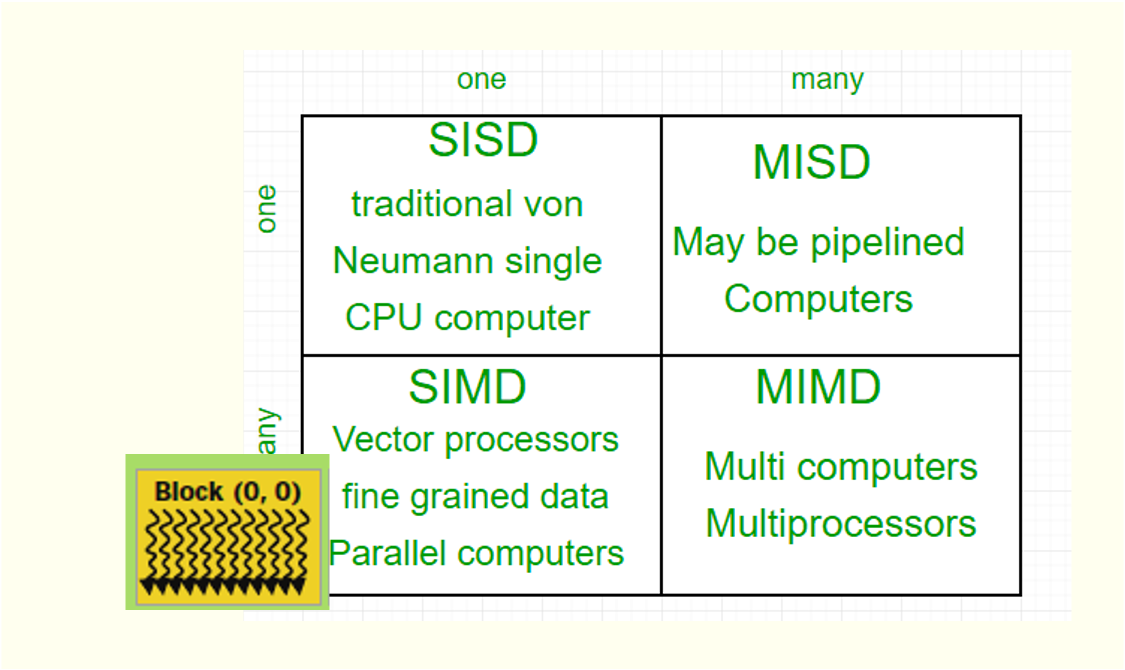 one
many
one
SISD
traditional von
Neumann single
CPU computer
MISD
May be pipelined
Computers
any
SIMD
Vector processors
fine grained data
Parallel computers
MIMD
Multi computers
Multiprocessors
Block (0, 0)